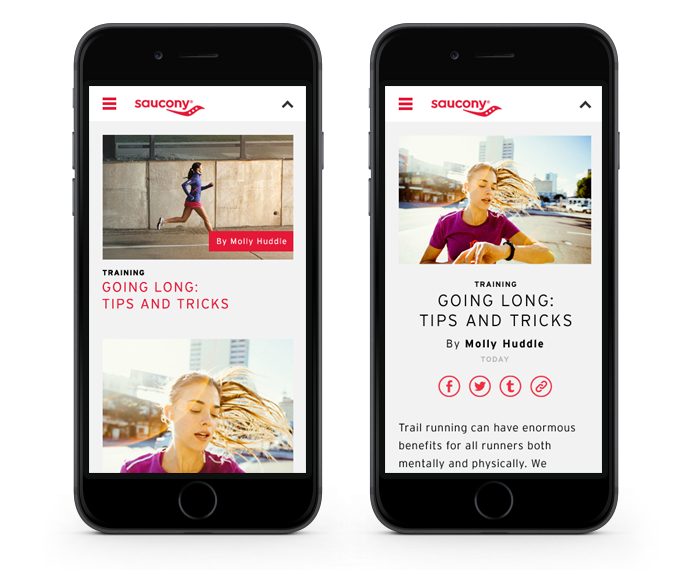 saucony®
By Molly Huddle
TRAINING
GOING LONG:
TIPS AND TRICKS
saucony®
TRAINING
GOING LONG:
TIPS AND TRICKS
By Molly Huddle
TODAY
Trail running can have enormous
benefits for all runners both
mentally and physically. We